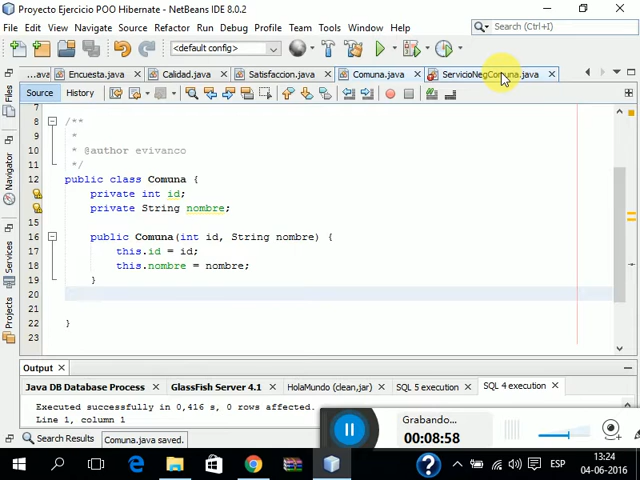 Proyecto Ejercicio POO Hibernate - NetBeans IDE 8.0.2
File Edit View Navigate Source Refactor Run Debug Profile Team Tools Window Help
Search (Ctrl+I)
<default config>
...ava Encuesta.java Calidad.java Satisfaccion.java Comuna.java ServicioNegComuna.java
Source History
Files
Navigator
Services
Projects
7
8 /**
9 *
10 * @author evivanco
11 */
12 public class Comuna {
private int id;
private String nombre;
15
16 public Comuna(int id, String nombre) {
17 this.id = id;
18 this.nombre = nombre;
19 }
20
21
22 }
23
Output
Java DB Database Process GlassFish Server 4.1 HolaMundo (clean,jar) SQL 5 execution SQL 4 execution
Executed successfully in 0,416 s, 0 rows affected.
Line 1, column 1
Grabando...
00:08:58
Search Results Comuna.java saved.
ESP
13:24
04-06-2016